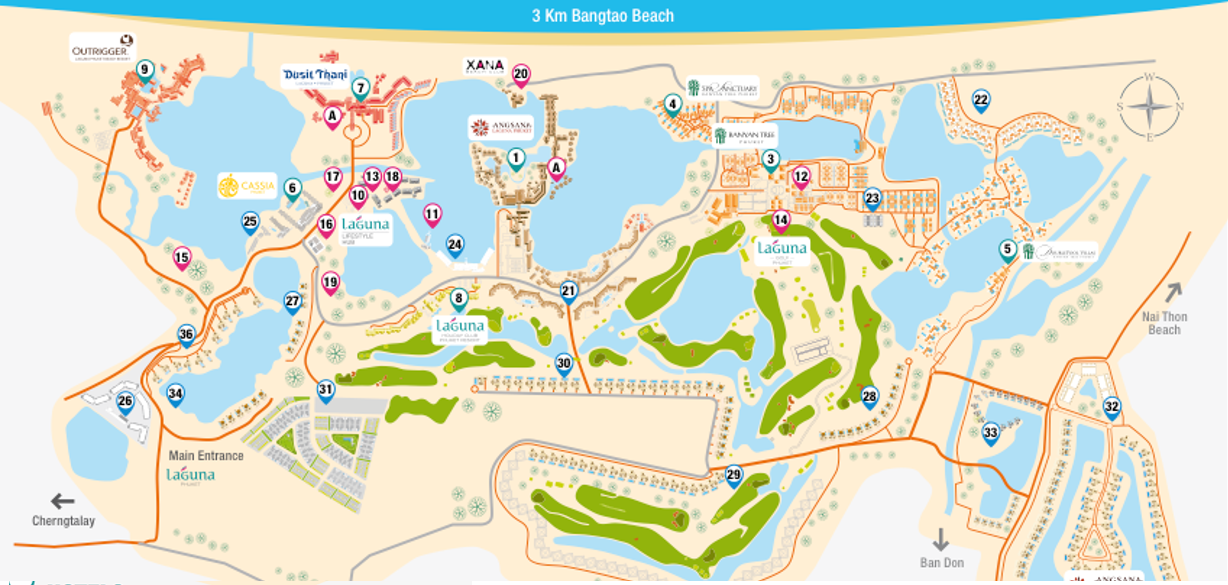 3 Km Bangtao Beach
OUTRIGGER
9
Dusit Thani
7
A
XANA
20
ANGSANA
LAGUNA PHUKET
1
A
SPA SANCTUARY
4
BANYAN TREE
PHUKET
3
12
22
W
S
N
E
23
CASSIA
6
25
17
13
18
10
16
Laguna
LIFESTYLE
HUB
11
24
14
Laguna
GOLF
PHUKET
5
15
19
27
8
Laguna
21
Nai Thon
Beach
36
30
26
34
31
28
32
33
Main Entrance
Laguna
PHUKET
29
Cherngtalay
Ban Don
ANGSANA